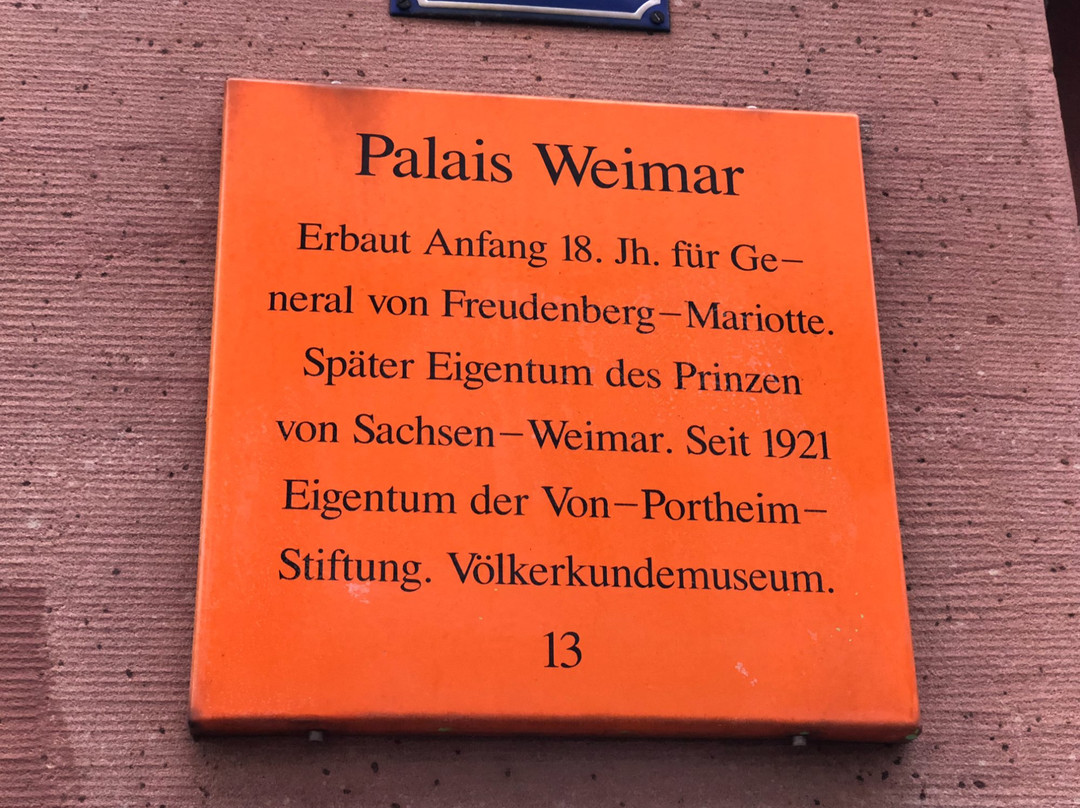 Palais Weimar
Erbaut Anfang 18. Jh. für Ge–
neral von Freudenberg–Mariotte.
Später Eigentum des Prinzen
von Sachsen–Weimar. Seit 1921
Eigentum der Von–Portheim–
Stiftung. Völkerkundemuseum.
13